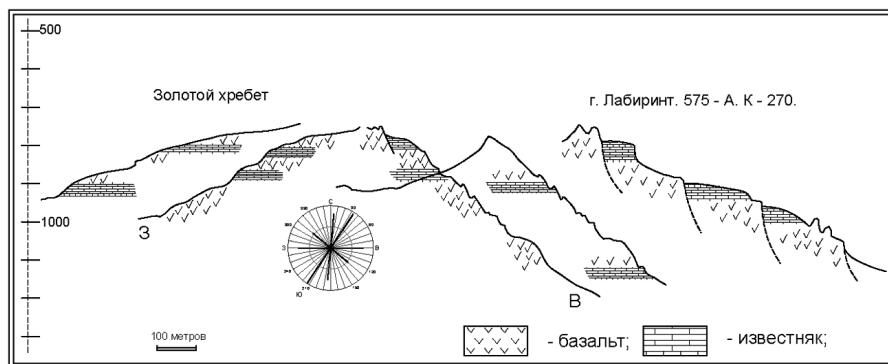 500
Золотой хребет
г. Лабиринт. 575 - А. К - 270.
1000
З
С
З
В
Ю
В
100 метров
- базальт;
- известняк;